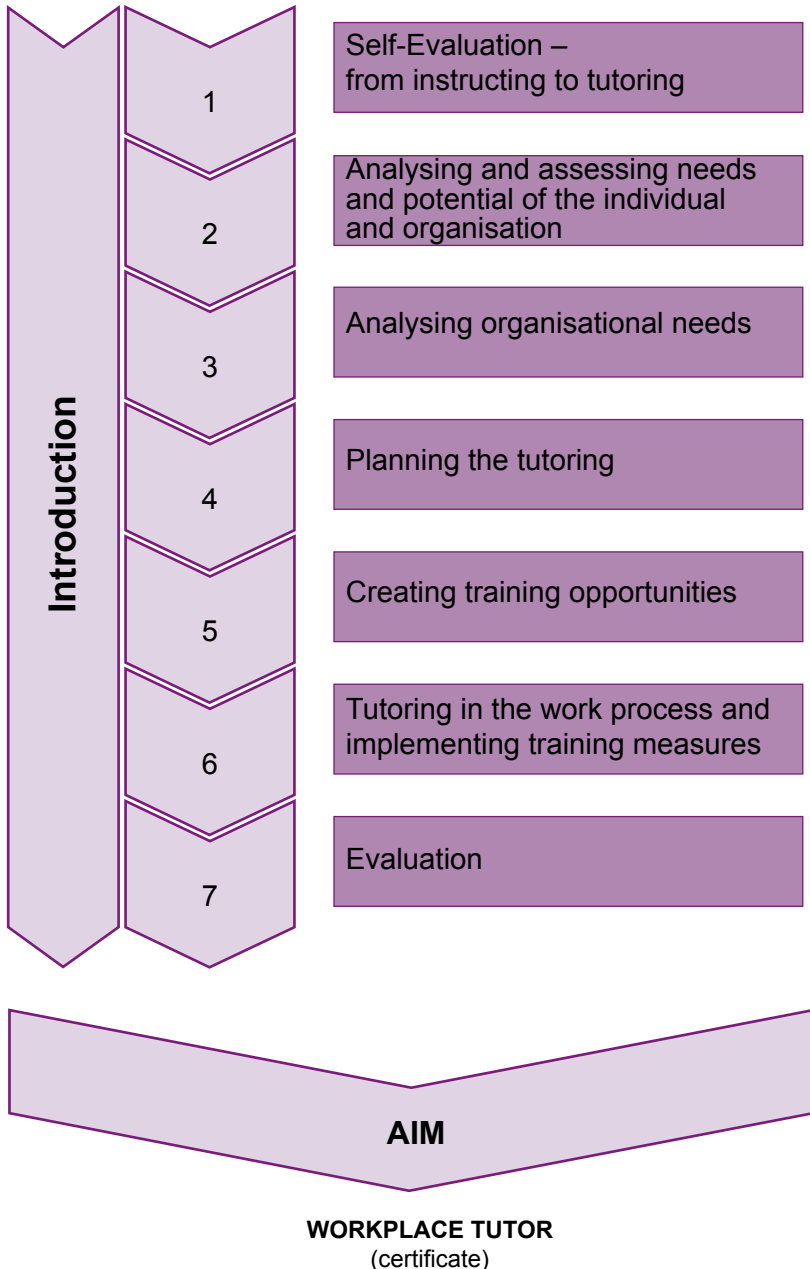 Introduction
1
Self-Evaluation –
from instructing to tutoring
2
Analysing and assessing needs
and potential of the individual
and organisation
3
Analysing organisational needs
4
Planning the tutoring
5
Creating training opportunities
6
Tutoring in the work process and
implementing training measures
7
Evaluation
AIM
WORKPLACE TUTOR
(certificate)